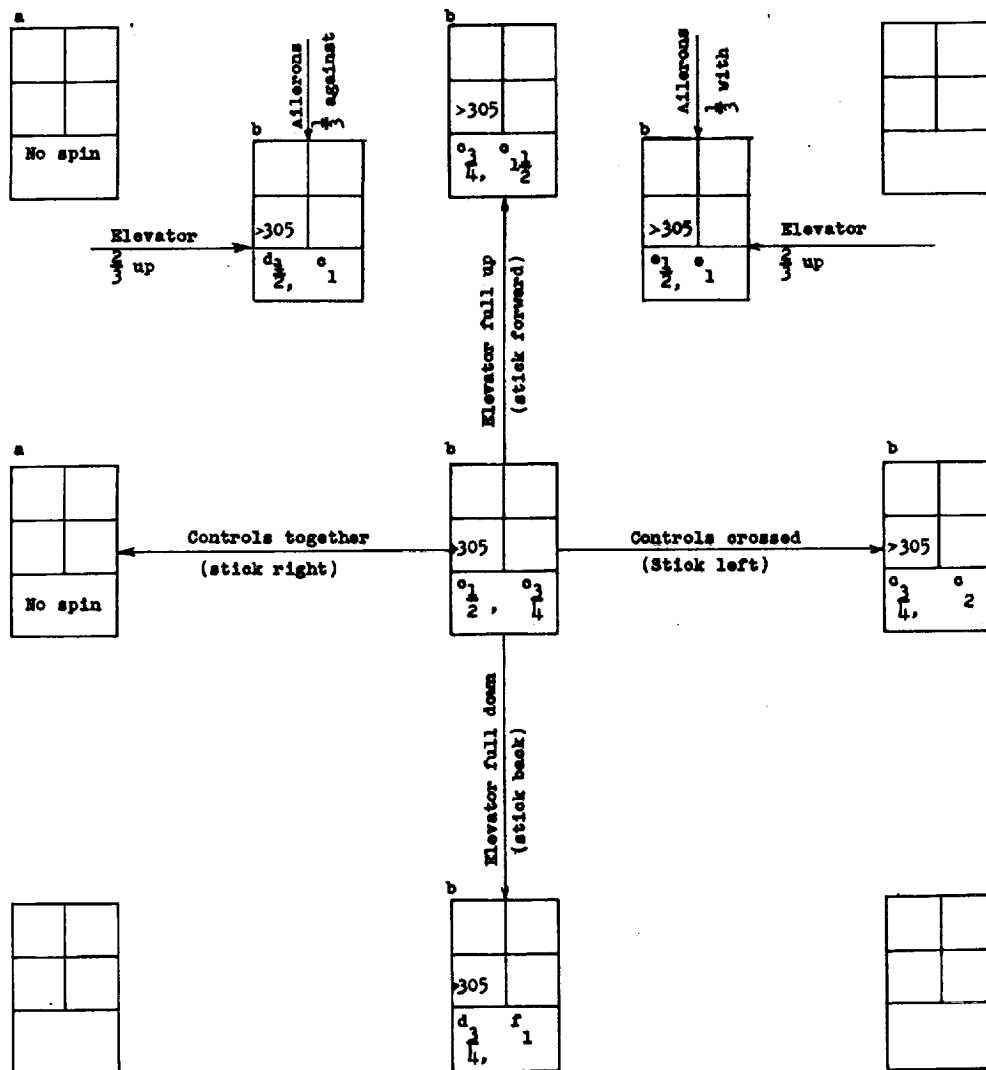 a
No spin
Ailerons
1/3 against
b
>305
d 1/2, c 1
Elevator
2/3 up
b
>305
c 3/4, c 1 1/2
Ailerons
1/3 with
b
>305
e 1/2, e 1
Elevator
2/3 up
Elevator full up
(stick forward)
a
No spin
Controls together
(stick right)
b
>305
c 1/2, c 3/4
Controls crossed
(Stick left)
b
>305
c 3/4, c 2
Elevator full down
(stick back)
b
>305
d 3/4, f 1